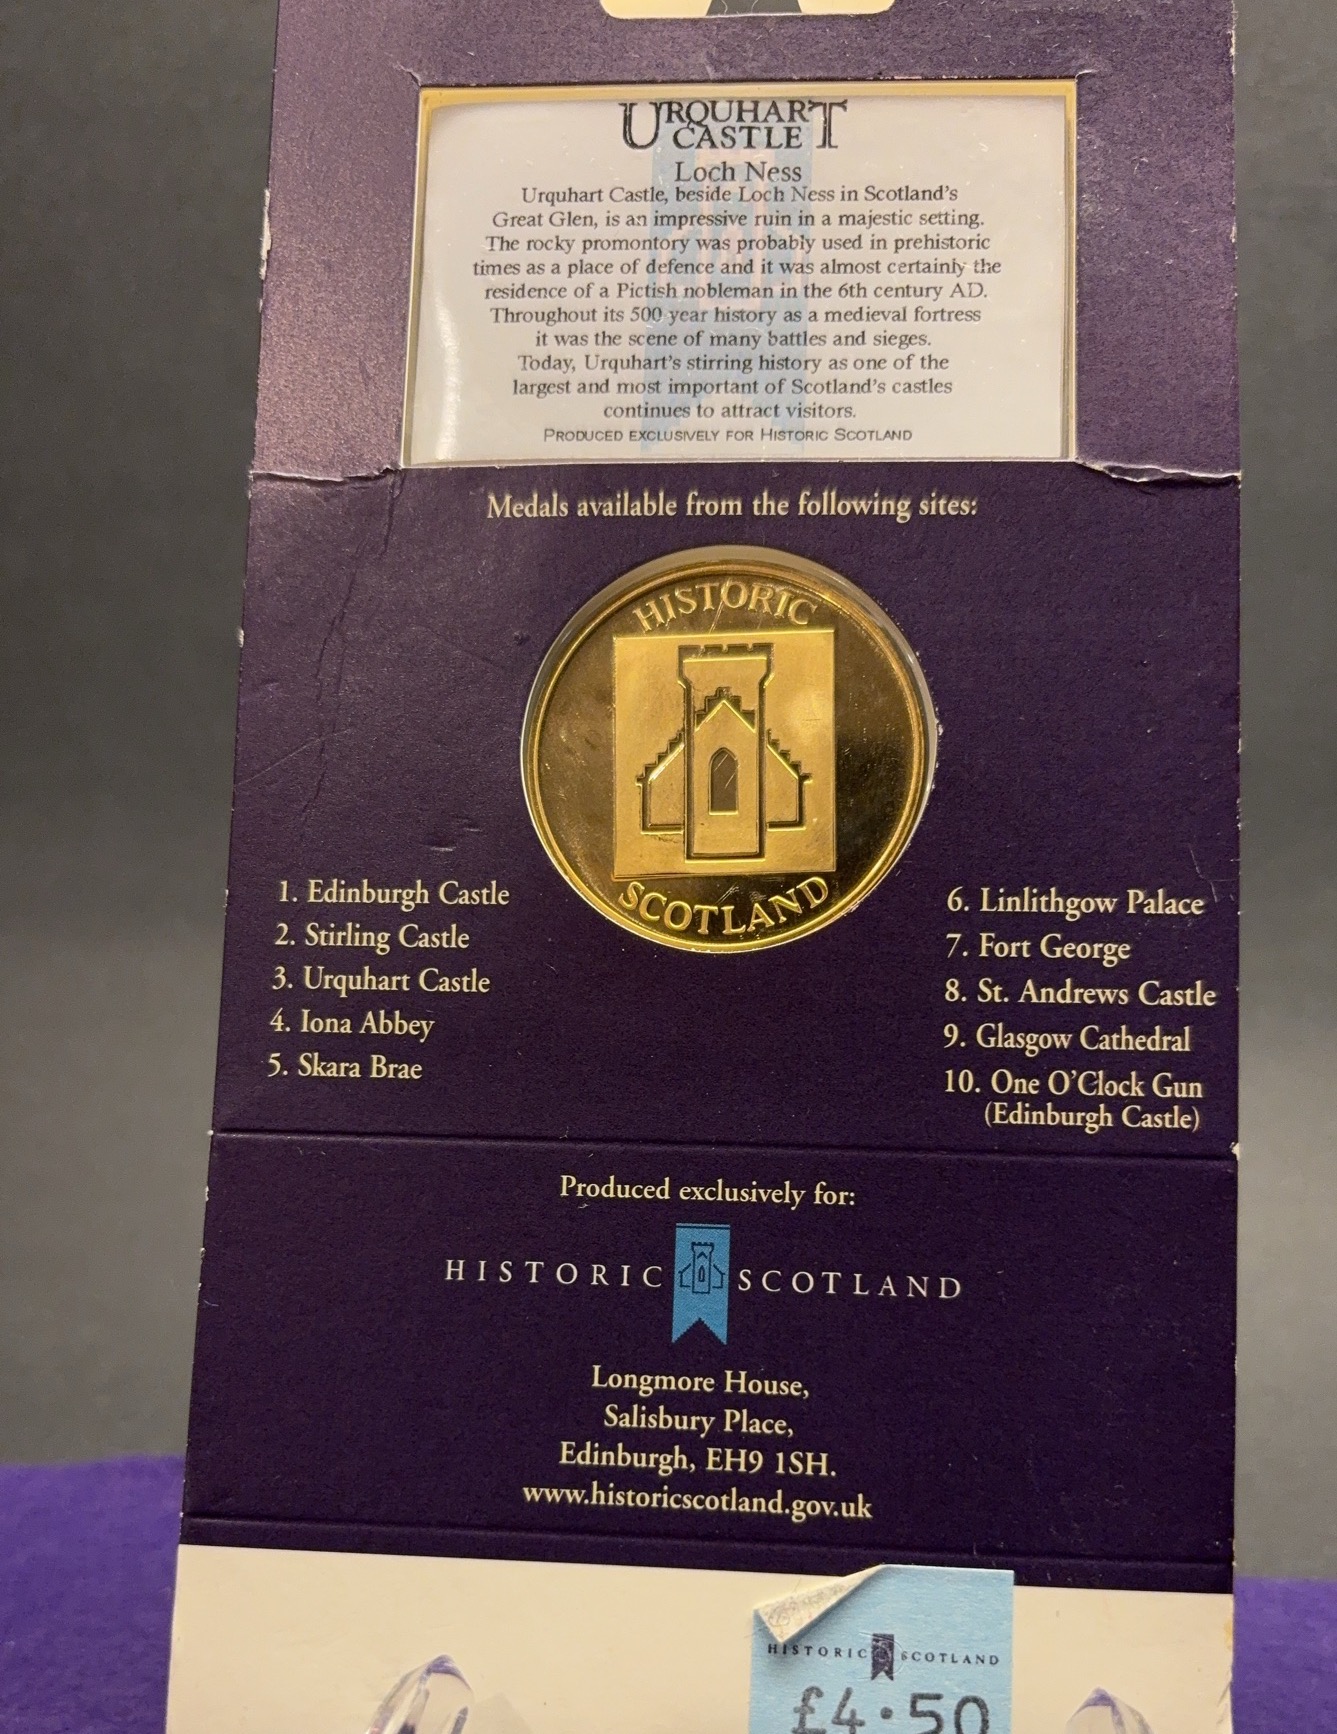 URQUHART
CASTLE
Loch Ness
Urquhart Castle, beside Loch Ness in Scotland's
Great Glen, is an impressive ruin in a majestic setting.
The rocky promontory was probably used in prehistoric
times as a place of defence and it was almost certainly the
residence of a Pictish nobleman in the 6th century AD.
Throughout its 500 year history as a medieval fortress
it was the scene of many battles and sieges.
Today, Urquhart's stirring history as one of the
largest and most important of Scotland's castles
continues to attract visitors.
PRODUCED EXCLUSIVELY FOR HISTORIC SCOTLAND
Medals available from the following sites:
HISTORIC
SCOTLAND
1. Edinburgh Castle
2. Stirling Castle
3. Urquhart Castle
4. Iona Abbey
5. Skara Brae
6. Linlithgow Palace
7. Fort George
8. St. Andrews Castle
9. Glasgow Cathedral
10. One O'Clock Gun
(Edinburgh Castle)
Produced exclusively for:
HISTORIC SCOTLAND
Longmore House,
Salisbury Place,
Edinburgh, EH9 1SH.
www.historicscotland.gov.uk
HISTORIC SCOTLAND
£4.50